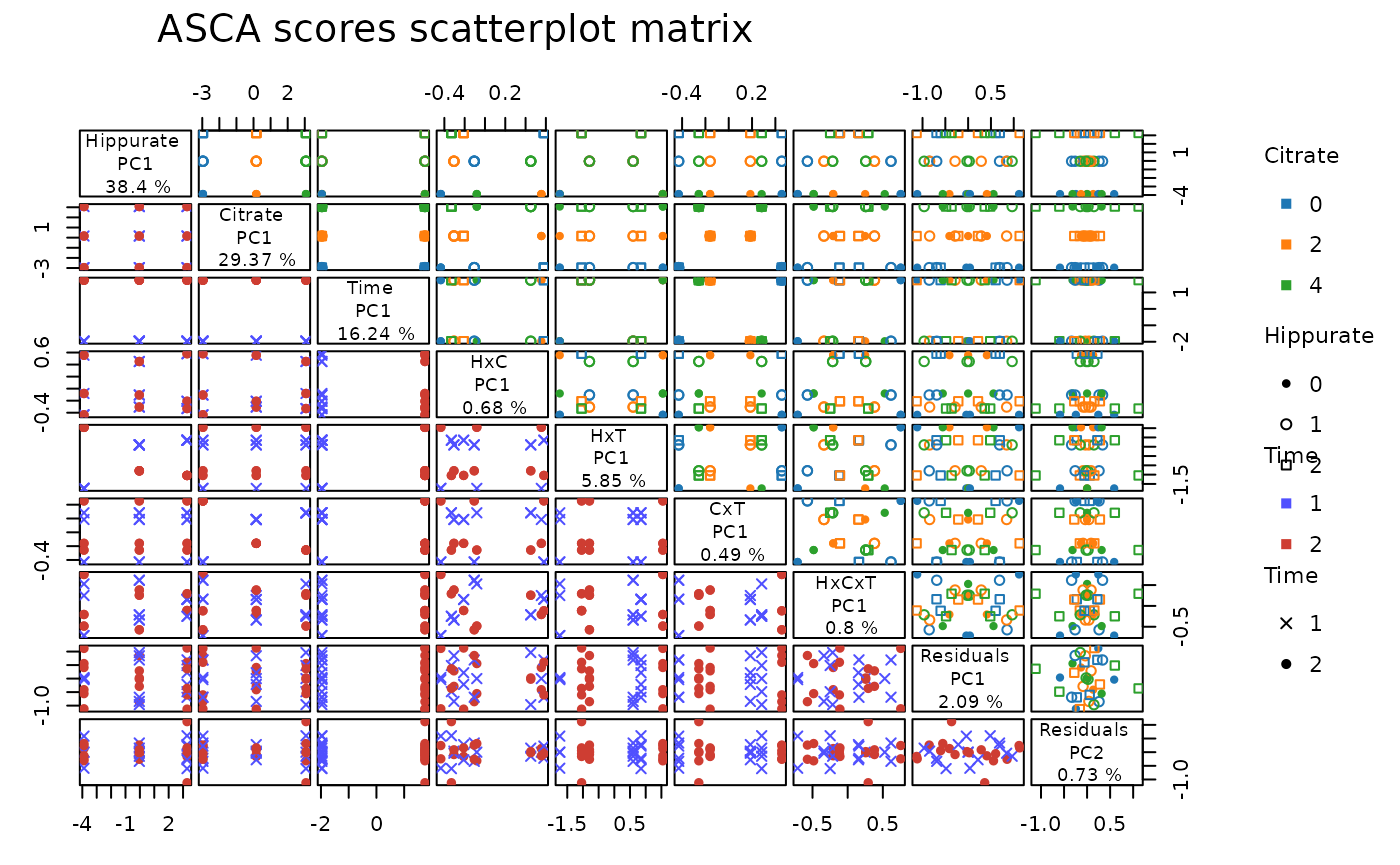 ASCA scores scatterplot matrix
-3 0 2 -0.4 0.2 -0.4 0.2 -1.0 0.5
Hippurate
PC1
38.4 %
1
-4
Citrate
PC1
29.37 %
1
-3
Time
PC1
16.24 %
1
-2
HxC
PC1
0.68 %
0.6
-0.4
HxT
PC1
5.85 %
-1.5
CxT
PC1
0.49 %
-0.4
HxCxT
PC1
0.8 %
-0.5
Residuals
PC1
2.09 %
-1.0
Residuals
PC2
0.73 %
-1.0
-4 -1 2 -2 0 -1.5 0.5 -0.5 0.5 -1.0 0.5
Citrate
0
2
4
Hippurate
0
1
2
Time
1
2
Time
1
2